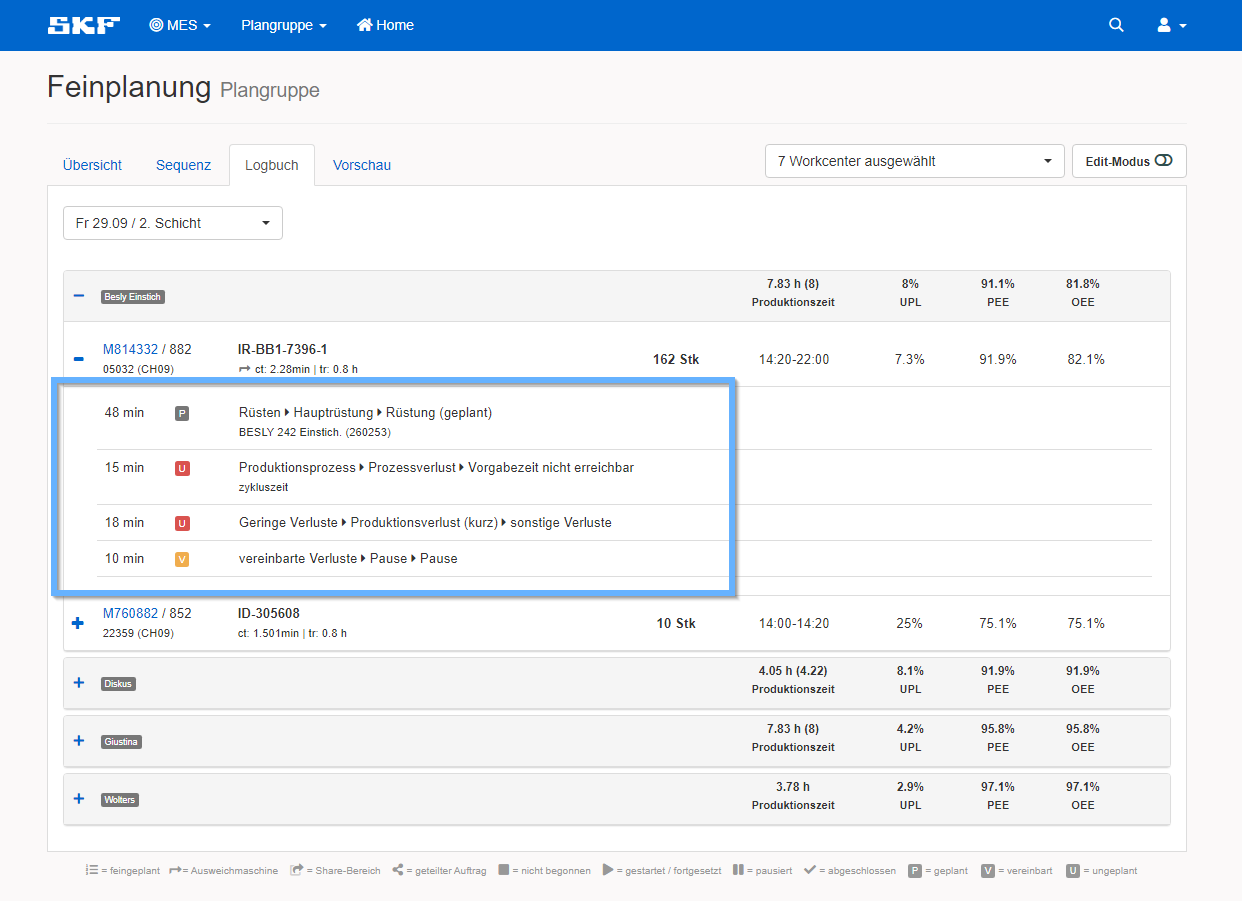 SKF MES Plangruppe Home
Feinplanung Plangruppe
Übersicht Sequenz Logbuch Vorschau 7 Workcenter ausgewählt Edit-Modus
Fr 29.09 / 2. Schicht
Besly Einstich 7.83 h (8) 8% 91.1% 81.8%
Produktionszeit UPL PEE OEE
M814332 / 882 IR-BB1-7396-1 162 Stk 14:20-22:00 7.3% 91.9% 82.1%
05032 (CH09) ct: 2.28min | tr: 0.8 h
48 min P Rüsten Hauptrüstung Rüstung (geplant)
BESLY 242 Einstich. (260253)
15 min U Produktionsprozess Prozessverlust Vorgabezeit nicht erreichbar
zykluszeit
18 min U Geringe Verluste Produktionsverlust (kurz) sonstige Verluste
10 min V vereinbarte Verluste Pause Pause
M760882 / 852 ID-305608 10 Stk 14:00-14:20 25% 75.1% 75.1%
22359 (CH09) ct: 1.501min | tr: 0.8 h
Diskus 4.05 h (4.22) 8.1% 91.9% 91.9%
Produktionszeit UPL PEE OEE
Giustina 7.83 h (8) 4.2% 95.8% 95.8%
Produktionszeit UPL PEE OEE
Wolters 3.78 h 2.9% 97.1% 97.1%
Produktionszeit UPL PEE OEE
= feingeplant = Ausweichmaschine = Share-Bereich = geteilter Auftrag = nicht begonnen = gestartet / fortgesetzt = pausiert = abgeschlossen P = geplant V = vereinbart U = ungeplant